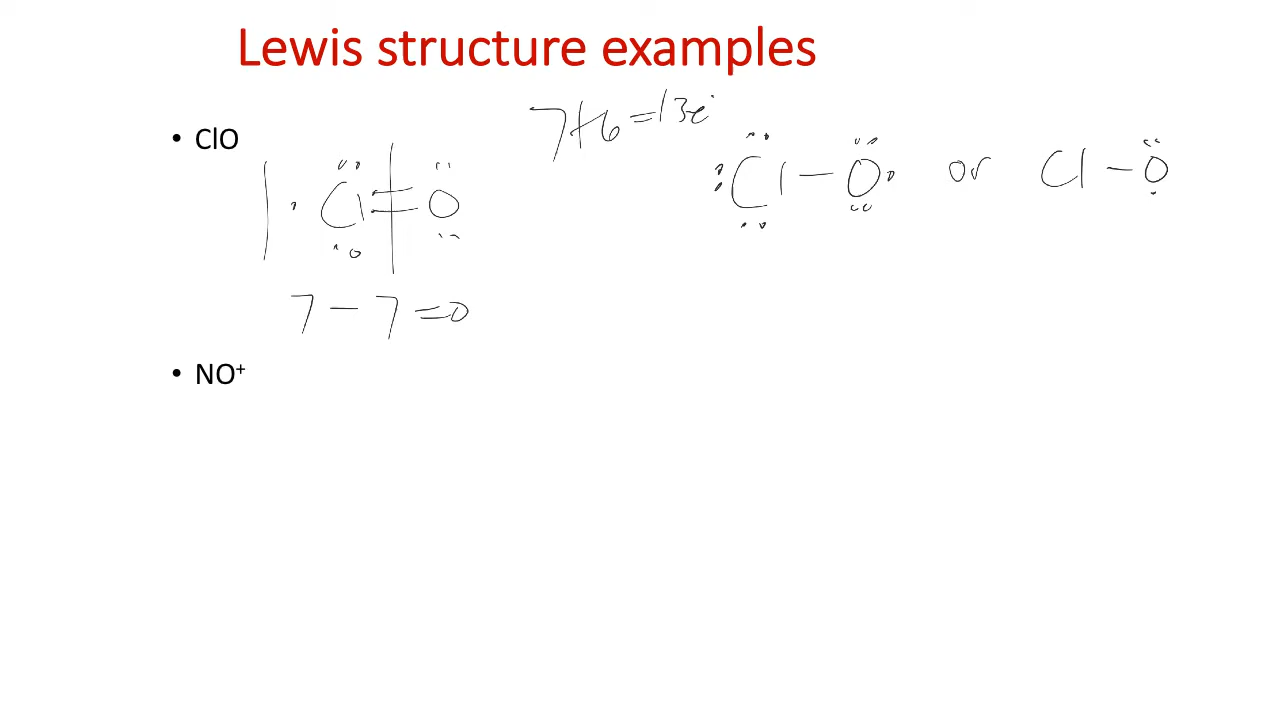 Lewis structure examples
7+6=13e⁻
• ClO
Cl=O
Cl–O or Cl–O
7–7=0
• NO⁺